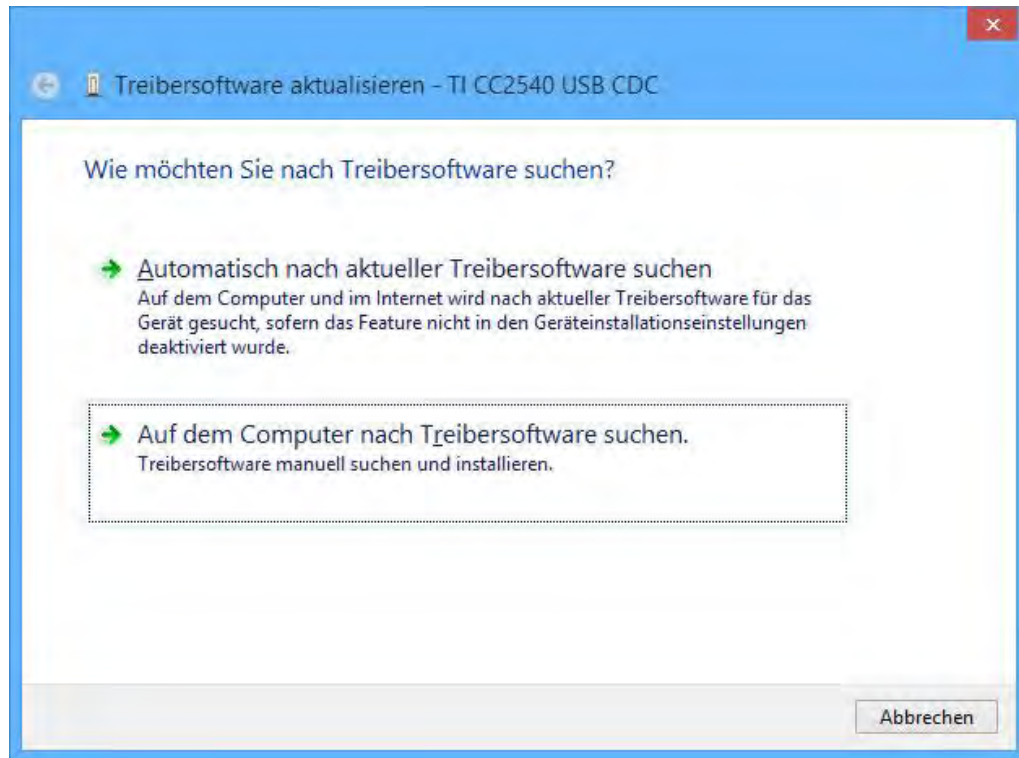 Treibersoftware aktualisieren - TI CC2540 USB CDC
Wie möchten Sie nach Treibersoftware suchen?
Automatisch nach aktueller Treibersoftware suchen
Auf dem Computer und im Internet wird nach aktueller Treibersoftware für das
Gerät gesucht, sofern das Feature nicht in den Geräteinstallationseinstellungen
deaktiviert wurde.
Auf dem Computer nach Treibersoftware suchen.
Treibersoftware manuell suchen und installieren.
Abbrechen